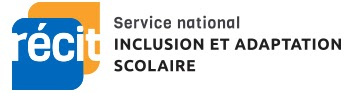 récit
Service national
INCLUSION ET ADAPTATION
SCOLAIRE